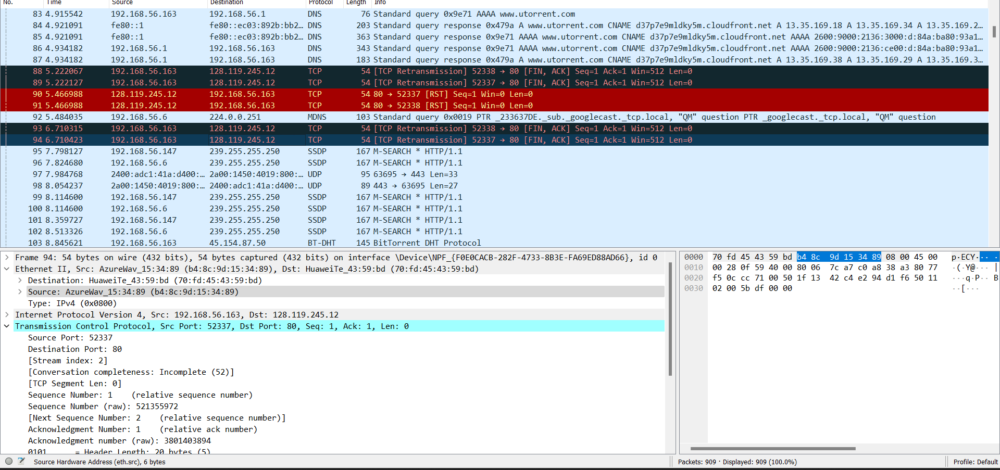 No. Time Source Destination Protocol Length Info
83 4.915542 192.168.56.163 192.168.56.1 DNS 76 Standard query 0x9e71 AAAA www.utorrent.com
84 4.921091 fe80::1 fe80::ec03:892b:bb2… DNS 203 Standard query response 0x479a A www.utorrent.com CNAME d37p7e9mldky5m.cloudfront.net A 13.35.169.18 A 13.35.169.34 A 13.35.169.2…
85 4.921091 fe80::1 fe80::ec03:892b:bb2… DNS 363 Standard query response 0x9e71 AAAA www.utorrent.com CNAME d37p7e9mldky5m.cloudfront.net AAAA 2600:9000:2136:3000:d:84a:ba80:93a1…
86 4.934182 192.168.56.1 192.168.56.163 DNS 343 Standard query response 0x9e71 AAAA www.utorrent.com CNAME d37p7e9mldky5m.cloudfront.net AAAA 2600:9000:2136:ce00:d:84a:ba80:93a1…
87 4.934182 192.168.56.1 192.168.56.163 DNS 183 Standard query response 0x479a A www.utorrent.com CNAME d37p7e9mldky5m.cloudfront.net A 13.35.169.38 A 13.35.169.29 A 13.35.169.3…
88 5.222067 192.168.56.163 128.119.245.12 TCP 54 [TCP Retransmission] 52338 → 80 [FIN, ACK] Seq=1 Ack=1 Win=512 Len=0
89 5.222127 192.168.56.163 128.119.245.12 TCP 54 [TCP Retransmission] 52337 → 80 [FIN, ACK] Seq=1 Ack=1 Win=512 Len=0
90 5.466988 128.119.245.12 192.168.56.163 TCP 54 80 → 52337 [RST] Seq=1 Win=0 Len=0
91 5.466988 128.119.245.12 192.168.56.163 TCP 54 80 → 52338 [RST] Seq=1 Win=0 Len=0
92 5.484035 192.168.56.6 224.0.0.251 MDNS 103 Standard query 0x0019 PTR _233637DE._sub._googlecast._tcp.local, "QM" question PTR _googlecast._tcp.local, "QM" question
93 6.710315 192.168.56.163 128.119.245.12 TCP 54 [TCP Retransmission] 52338 → 80 [FIN, ACK] Seq=1 Ack=1 Win=512 Len=0
94 6.710423 192.168.56.163 128.119.245.12 TCP 54 [TCP Retransmission] 52337 → 80 [FIN, ACK] Seq=1 Ack=1 Win=512 Len=0
95 7.798127 192.168.56.147 239.255.255.250 SSDP 167 M-SEARCH * HTTP/1.1
96 7.824680 192.168.56.6 239.255.255.250 SSDP 167 M-SEARCH * HTTP/1.1
97 7.984768 2400:adc1:41a:d400:… 2a00:1450:4019:800:… UDP 95 63695 → 443 Len=33
98 8.054237 2a00:1450:4019:800:… 2400:adc1:41a:d400:… UDP 89 443 → 63695 Len=27
99 8.114600 192.168.56.147 239.255.255.250 SSDP 167 M-SEARCH * HTTP/1.1
100 8.114600 192.168.56.6 239.255.255.250 SSDP 167 M-SEARCH * HTTP/1.1
101 8.359727 192.168.56.147 239.255.255.250 SSDP 167 M-SEARCH * HTTP/1.1
102 8.513326 192.168.56.6 239.255.255.250 SSDP 167 M-SEARCH * HTTP/1.1
103 8.845621 192.168.56.163 45.154.87.50 BT-DHT 145 BitTorrent DHT Protocol
Frame 94: 54 bytes on wire (432 bits), 54 bytes captured (432 bits) on interface \Device\NPF_{F0E0CACB-282F-4733-8B3E-FA69ED88AD66}, id 0
Ethernet II, Src: AzureWav_15:34:89 (b4:8c:9d:15:34:89), Dst: HuaweiTe_43:59:bd (70:fd:45:43:59:bd)
Destination: HuaweiTe_43:59:bd (70:fd:45:43:59:bd)
Source: AzureWav_15:34:89 (b4:8c:9d:15:34:89)
Type: IPv4 (0x0800)
Internet Protocol Version 4, Src: 192.168.56.163, Dst: 128.119.245.12
Transmission Control Protocol, Src Port: 52337, Dst Port: 80, Seq: 1, Ack: 1, Len: 0
Source Port: 52337
Destination Port: 80
[Stream index: 2]
[Conversation completeness: Incomplete (52)]
[TCP Segment Len: 0]
Sequence Number: 1 (relative sequence number)
Sequence Number (raw): 521355972
[Next Sequence Number: 2 (relative sequence number)]
Acknowledgment Number: 1 (relative ack number)
Acknowledgment number (raw): 3801403894
0101 .... = Header Length: 20 bytes (5)
0000 70 fd 45 43 59 bd b4 8c 9d 15 34 89 08 00 45 00 p·ECY··· ·
0010 00 28 0f 59 40 00 80 06 7c a7 c0 a8 38 a3 80 77 ·(·Y@··· |
0020 f5 0c cc 71 00 50 1f 13 42 c4 e2 94 d1 f6 50 11 ···q·P·· B
0030 02 00 5b df 00 00 ··[···
Source Hardware Address (eth.src), 6 bytes
Packets: 909 · Displayed: 909 (100.0%)
Profile: Default